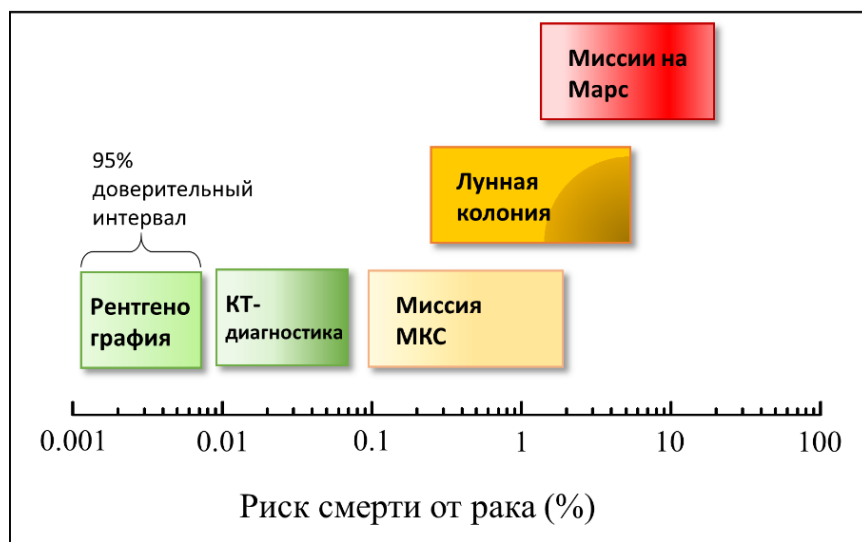 Миссии на
Марс
95%
доверительный
интервал
Лунная
колония
Рентгено
графия
КТ-
диагностика
Миссия
МКС
0.001 0.01 0.1 1 10 100
Риск смерти от рака (%)